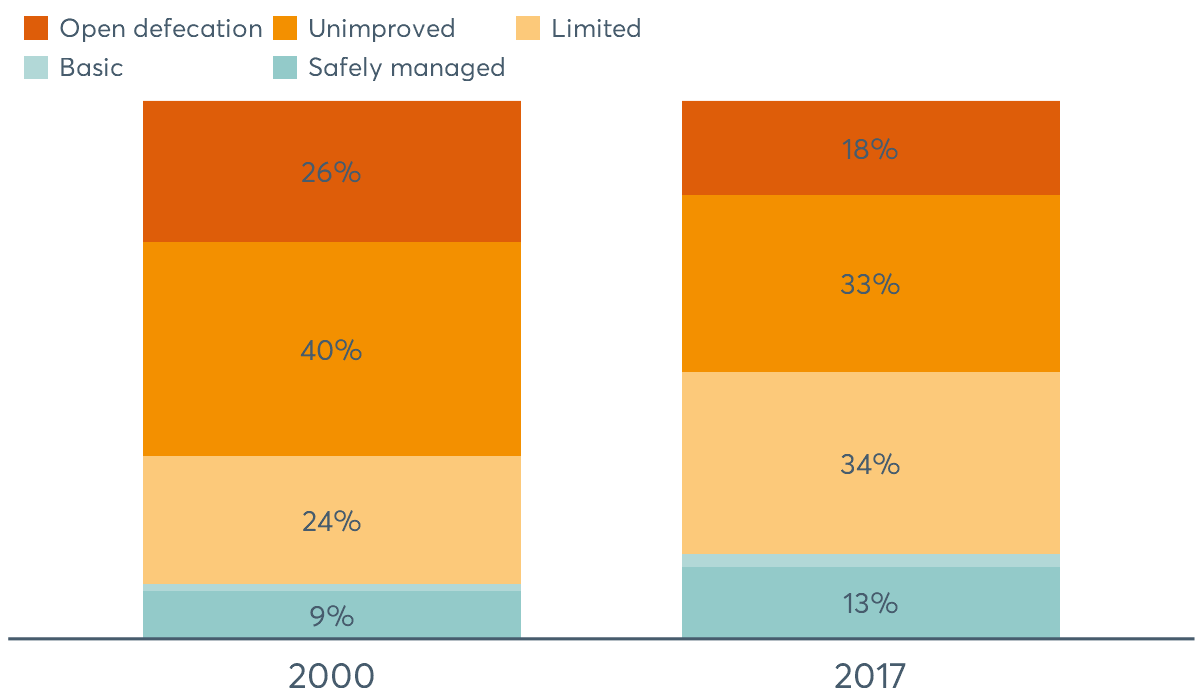 Open defecation Unimproved Limited
Basic Safely managed
26% 18%
40% 33%
24% 34%
9% 13%
2000 2017